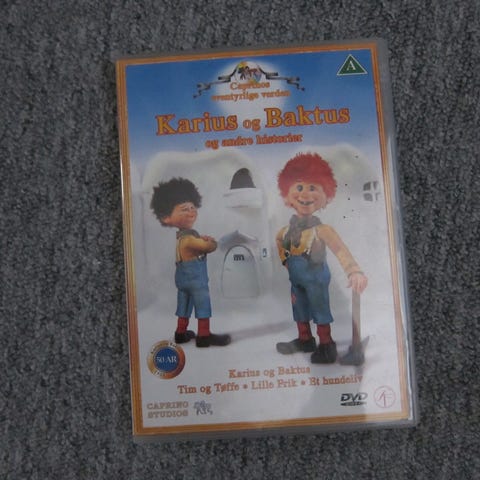 A
Caprinos
eventyrlige verden
Karius og Baktus
og andre historier
50 ÅR
Karius og Baktus
Tim og Tøffe • Lille Frik • Et hundeliv
CAPRINO
STUDIOS
DVD